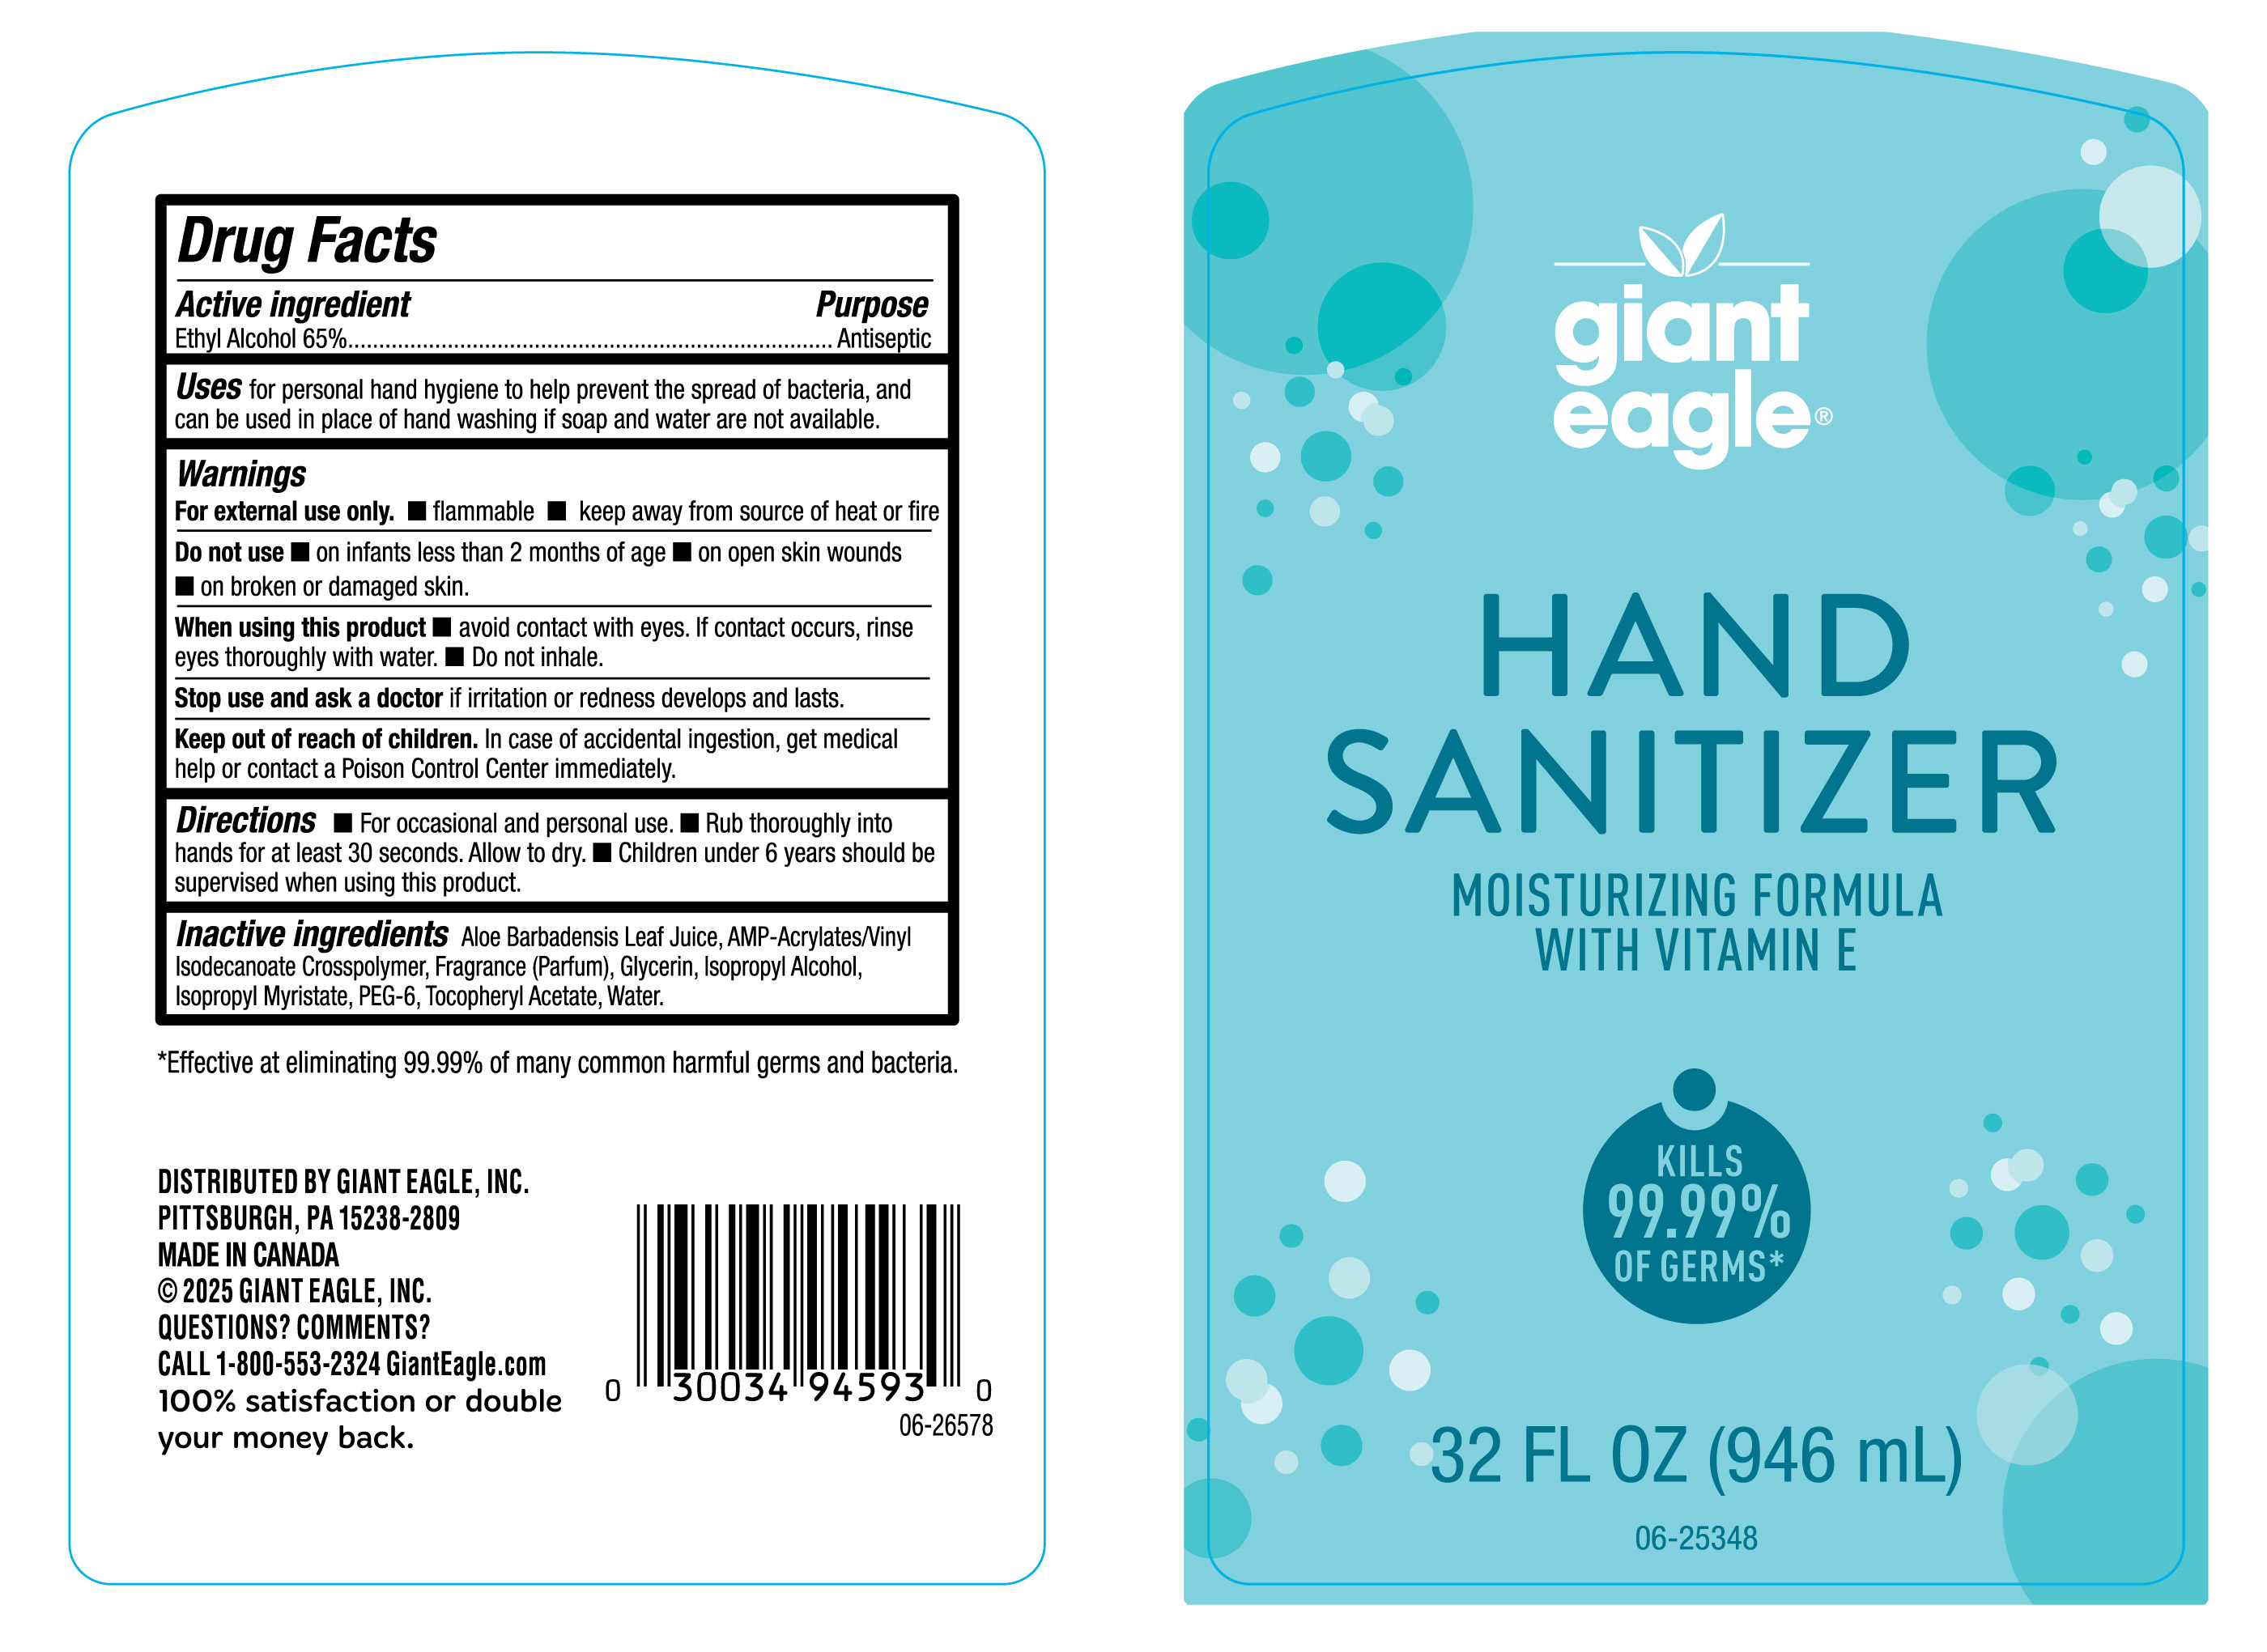 Drug Facts
Active ingredient Purpose
Ethyl Alcohol 65%.............................................................................. Antiseptic
Uses for personal hand hygiene to help prevent the spread of bacteria, and
can be used in place of hand washing if soap and water are not available.
Warnings
For external use only. ■ flammable ■ keep away from source of heat or fire
Do not use ■ on infants less than 2 months of age ■ on open skin wounds
■ on broken or damaged skin.
When using this product ■ avoid contact with eyes. If contact occurs, rinse
eyes thoroughly with water. ■ Do not inhale.
Stop use and ask a doctor if irritation or redness develops and lasts.
Keep out of reach of children. In case of accidental ingestion, get medical
help or contact a Poison Control Center immediately.
Directions ■ For occasional and personal use. ■ Rub thoroughly into
hands for at least 30 seconds. Allow to dry. ■ Children under 6 years should be
supervised when using this product.
Inactive ingredients Aloe Barbadensis Leaf Juice, AMP-Acrylates/Vinyl
Isodecanoate Crosspolymer, Fragrance (Parfum), Glycerin, Isopropyl Alcohol,
Isopropyl Myristate, PEG-6, Tocopheryl Acetate, Water.
*Effective at eliminating 99.99% of many common harmful germs and bacteria.
DISTRIBUTED BY GIANT EAGLE, INC.
PITTSBURGH, PA 15238-2809
MADE IN CANADA
© 2025 GIANT EAGLE, INC.
QUESTIONS? COMMENTS?
CALL 1-800-553-2324 GiantEagle.com
100% satisfaction or double
your money back.
0 30034 94593 0
06-26578
giant
eagle®
HAND
SANITIZER
MOISTURIZING FORMULA
WITH VITAMIN E
KILLS
99.99%
OF GERMS*
32 FL OZ (946 mL)
06-25348